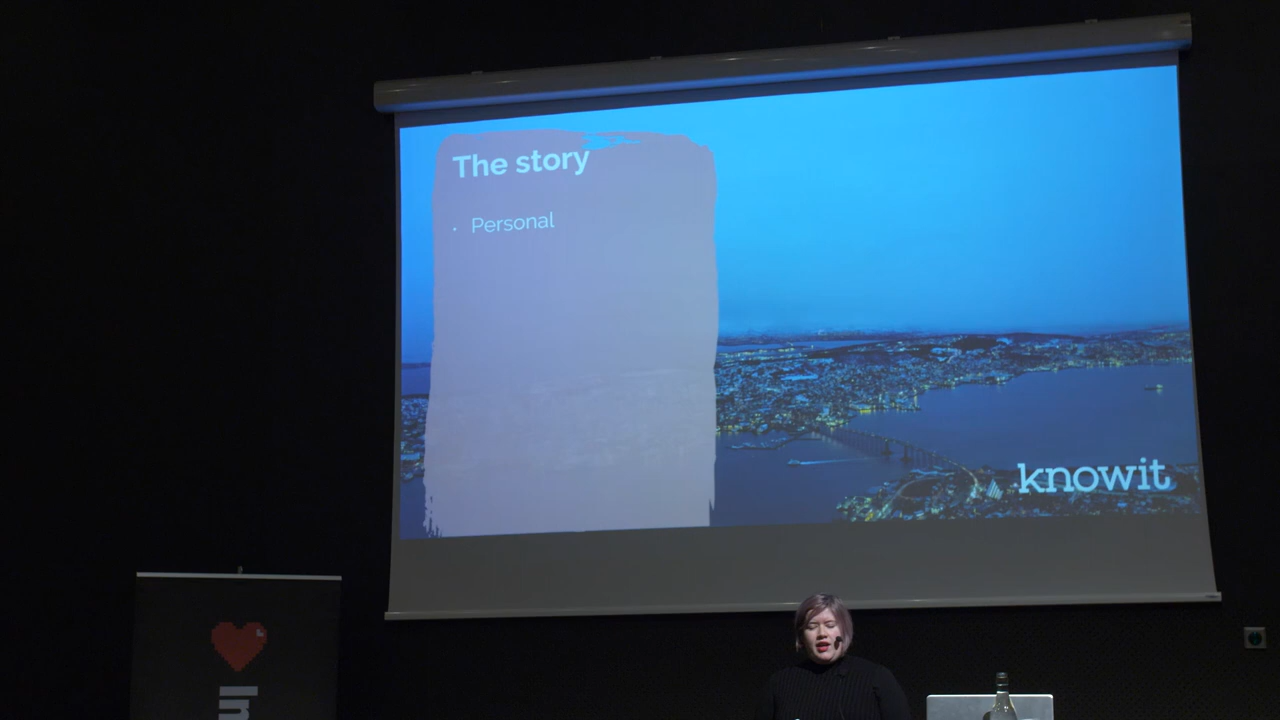 The story
· Personal
knowit